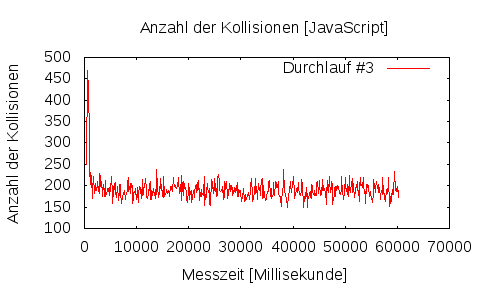 Anzahl der Kollisionen [JavaScript]
Durchlauf #3
Anzahl der Kollisionen
500
450
400
350
300
250
200
150
100
0 10000 20000 30000 40000 50000 60000 70000
Messzeit [Millisekunde]